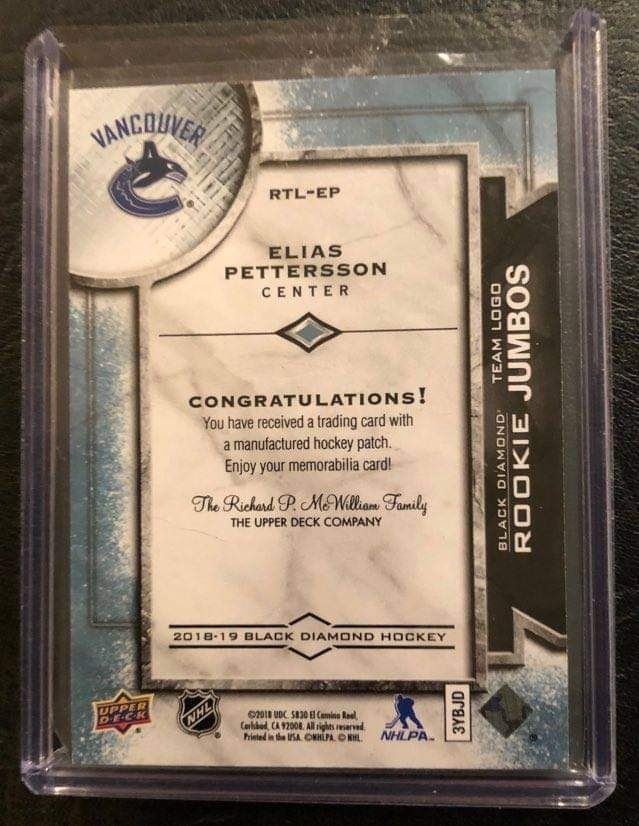 VANCOUVER
RTL-EP
ELIAS
PETTERSSON
CENTER
CONGRATULATIONS!
You have received a trading card with
a manufactured hockey patch.
Enjoy your memorabilia card!
The Richard P. McWilliam Family
THE UPPER DECK COMPANY
2018-19 BLACK DIAMOND HOCKEY
BLACK DIAMOND TEAM LOGO
ROOKIE JUMBOS
UPPER
D•E•C•K
NHL
©2018 UDC. 5830 El Camino Real,
Carlsbad, CA 92008. All rights reserved.
Printed in the USA. ©NHLPA. © NHL.
NHLPA
3YBJD